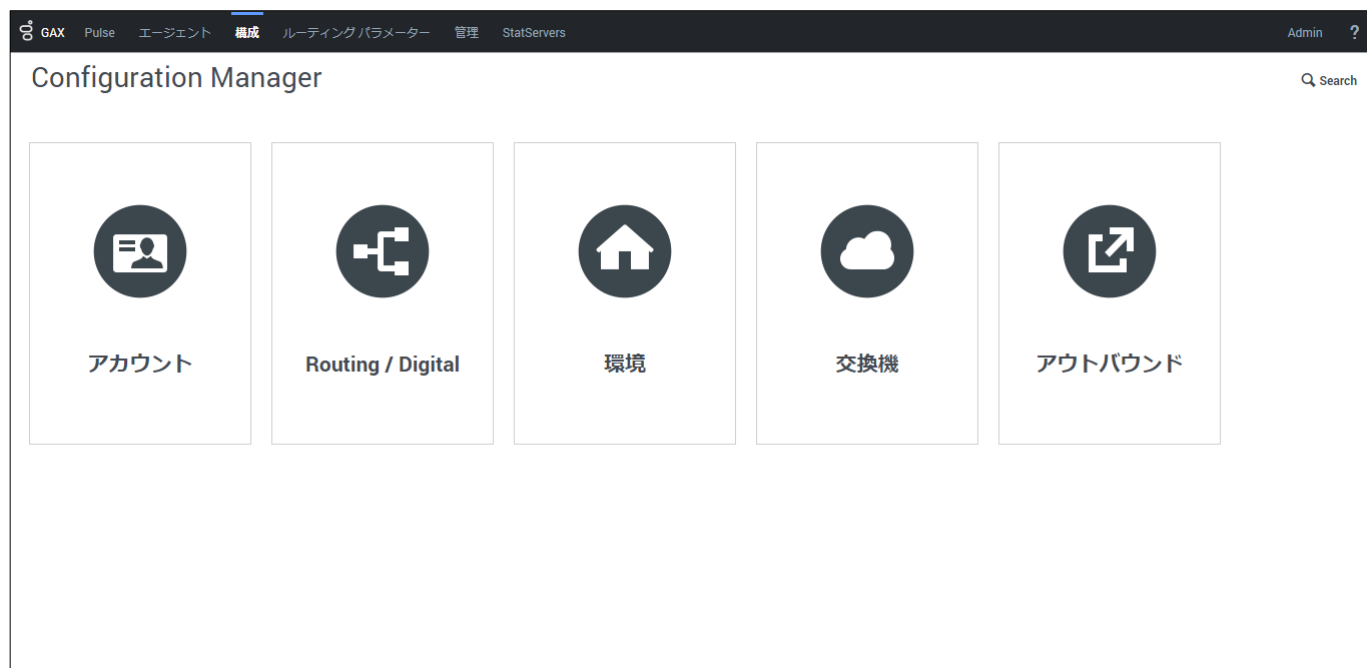 GAX Pulse エージェント 構成 ルーティング パラメーター 管理 StatServers Admin ?
Configuration Manager
Search
アカウント Routing / Digital 環境 交換機 アウトバウンド